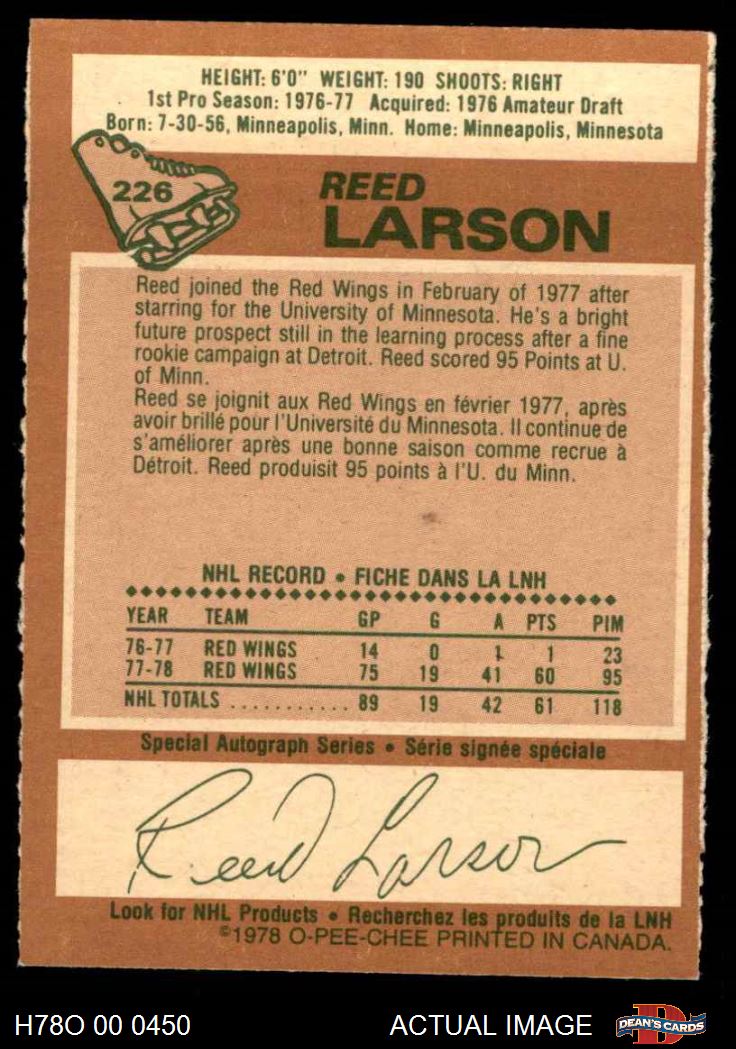 HEIGHT: 6'0" WEIGHT: 190 SHOOTS: RIGHT
1st Pro Season: 1976-77 Acquired: 1976 Amateur Draft
Born: 7-30-56, Minneapolis, Minn. Home: Minneapolis, Minnesota
226
REED
LARSON
Reed joined the Red Wings in February of 1977 after
starring for the University of Minnesota. He's a bright
future prospect still in the learning process after a fine
rookie campaign at Detroit. Reed scored 95 Points at U.
of Minn.
Reed se joignit aux Red Wings en février 1977, après
avoir brillé pour l'Université du Minnesota. Il continue de
s'améliorer après une bonne saison comme recrue à
Détroit. Reed produisit 95 points à l'U. du Minn.
NHL RECORD • FICHE DANS LA LNH
YEAR TEAM GP G A PTS PIM
76-77 RED WINGS 14 0 1 1 23
77-78 RED WINGS 75 19 41 60 95
NHL TOTALS ........... 89 19 42 61 118
Special Autograph Series • Série signée spéciale
Reed Larson
Look for NHL Products • Recherchez les produits de la LNH
©1978 O-PEE-CHEE PRINTED IN CANADA.
H78O 00 0450 ACTUAL IMAGE DEAN'S CARDS